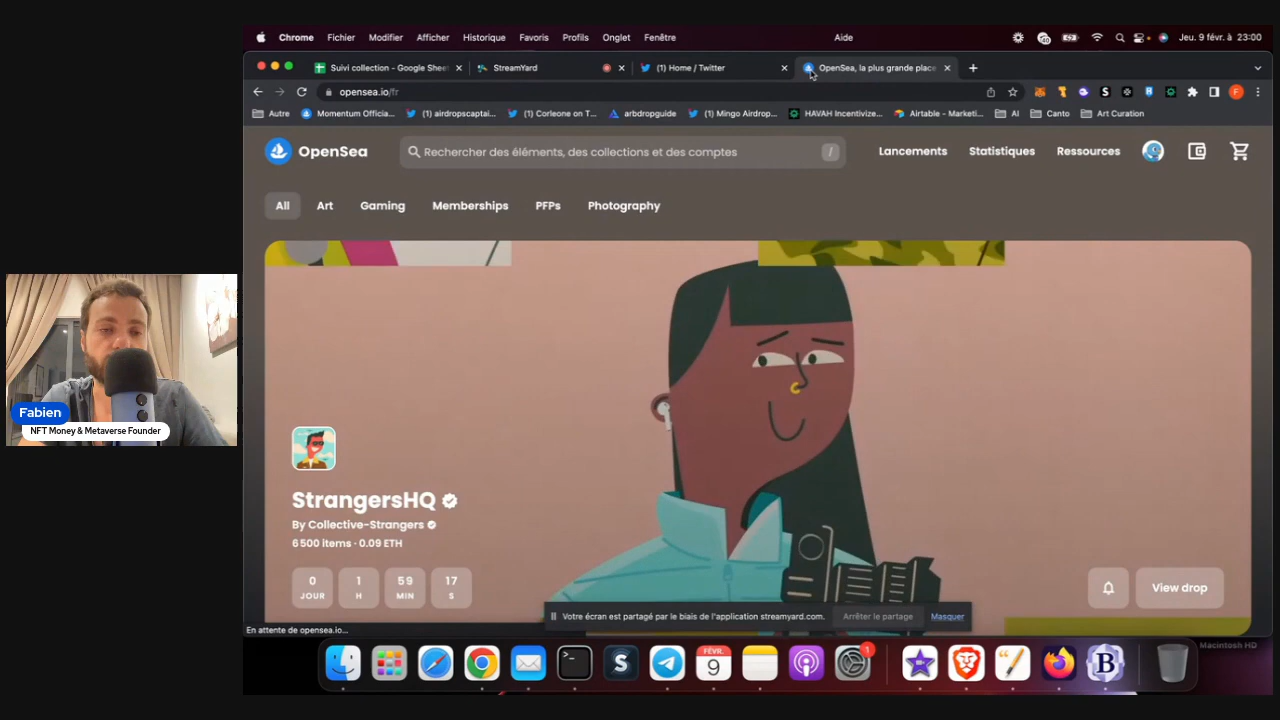 Chrome Fichier Modifier Afficher Historique Favoris Profils Onglet Fenêtre Aide Jeu. 9 févr. à 23:00
Suivi collection - Google Sheet StreamYard (1) Home / Twitter OpenSea, la plus grande place
opensea.io/fr
Autre Momentum Officia... (1) airdropscaptai... (1) Corleone on T... arbdropguide (1) Mingo Airdrop... HAVAH Incentivize... Airtable - Marketi... AI Canto Art Curation
OpenSea Rechercher des éléments, des collections et des comptes / Lancements Statistiques Ressources
All Art Gaming Memberships PFPs Photography
Fabien
NFT Money & Metaverse Founder
StrangersHQ
By Collective-Strangers
6 500 items · 0.09 ETH
0 1 59 17
JOUR H MIN S
View drop
Votre écran est partagé par le biais de l'application streamyard.com. Arrêter le partage Masquer
En attente de opensea.io...
Macintosh HD
FÉVR.
9
1